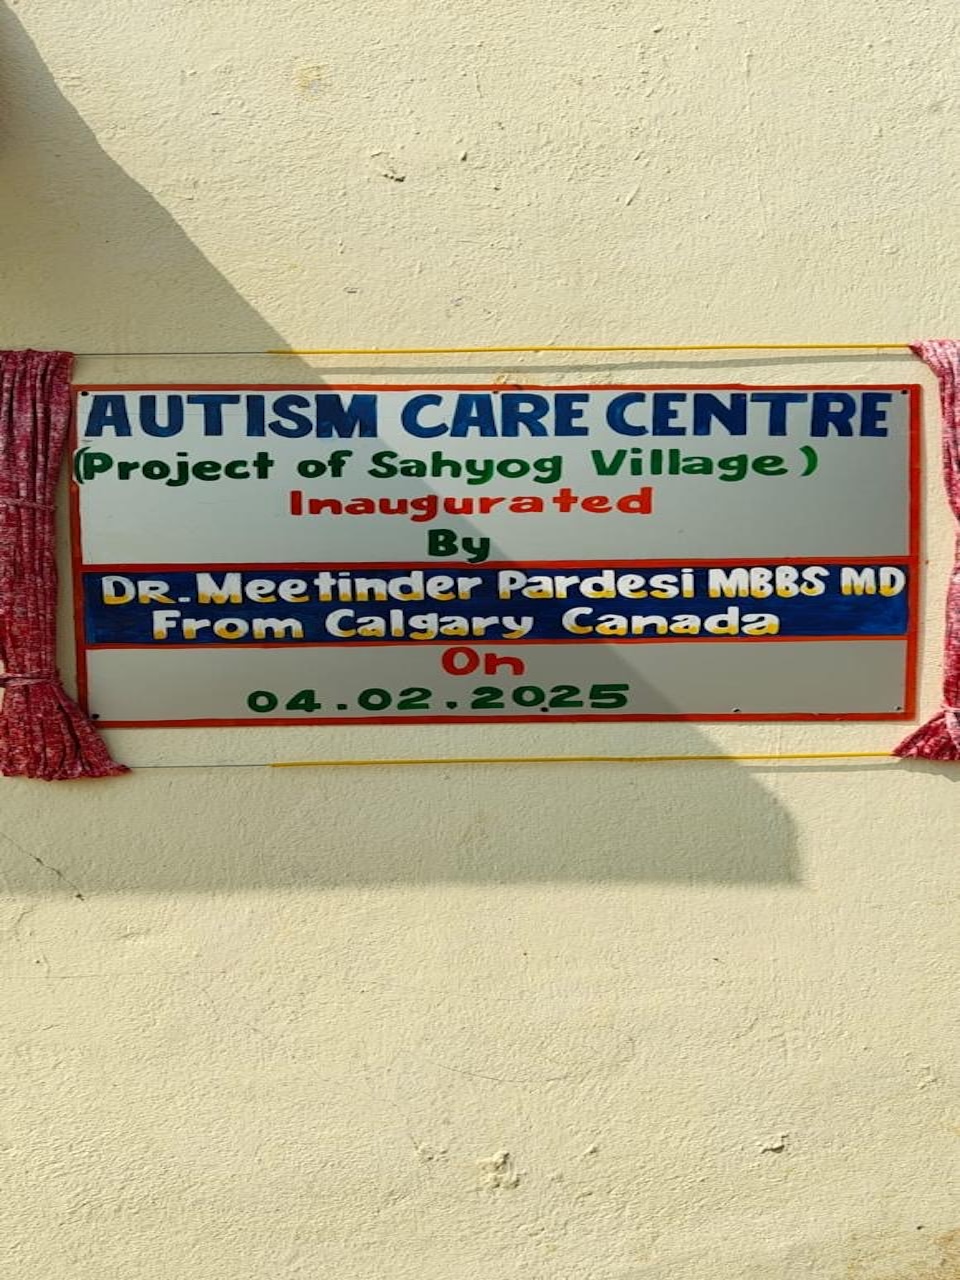 AUTISM CARE CENTRE
(Project of Sahyog Village)
Inaugurated
By
DR. Meetinder Pardesi MBBS MD
From Calgary Canada
On
04.02.2025